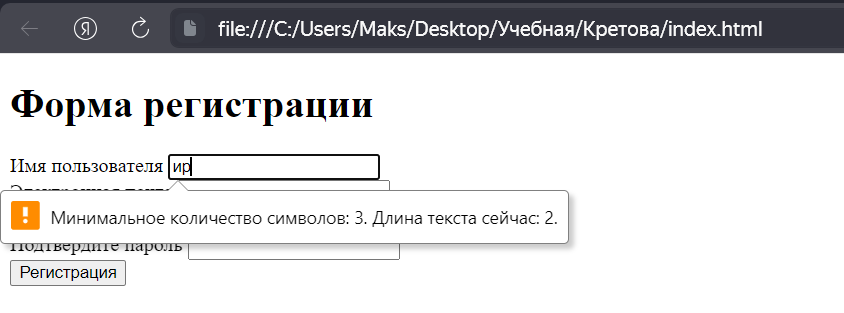 Я file:///C:/Users/Maks/Desktop/Учебная/Кретова/index.html
Форма регистрации
Имя пользователя ир
Минимальное количество символов: 3. Длина текста сейчас: 2.
Подтвердите пароль
Регистрация